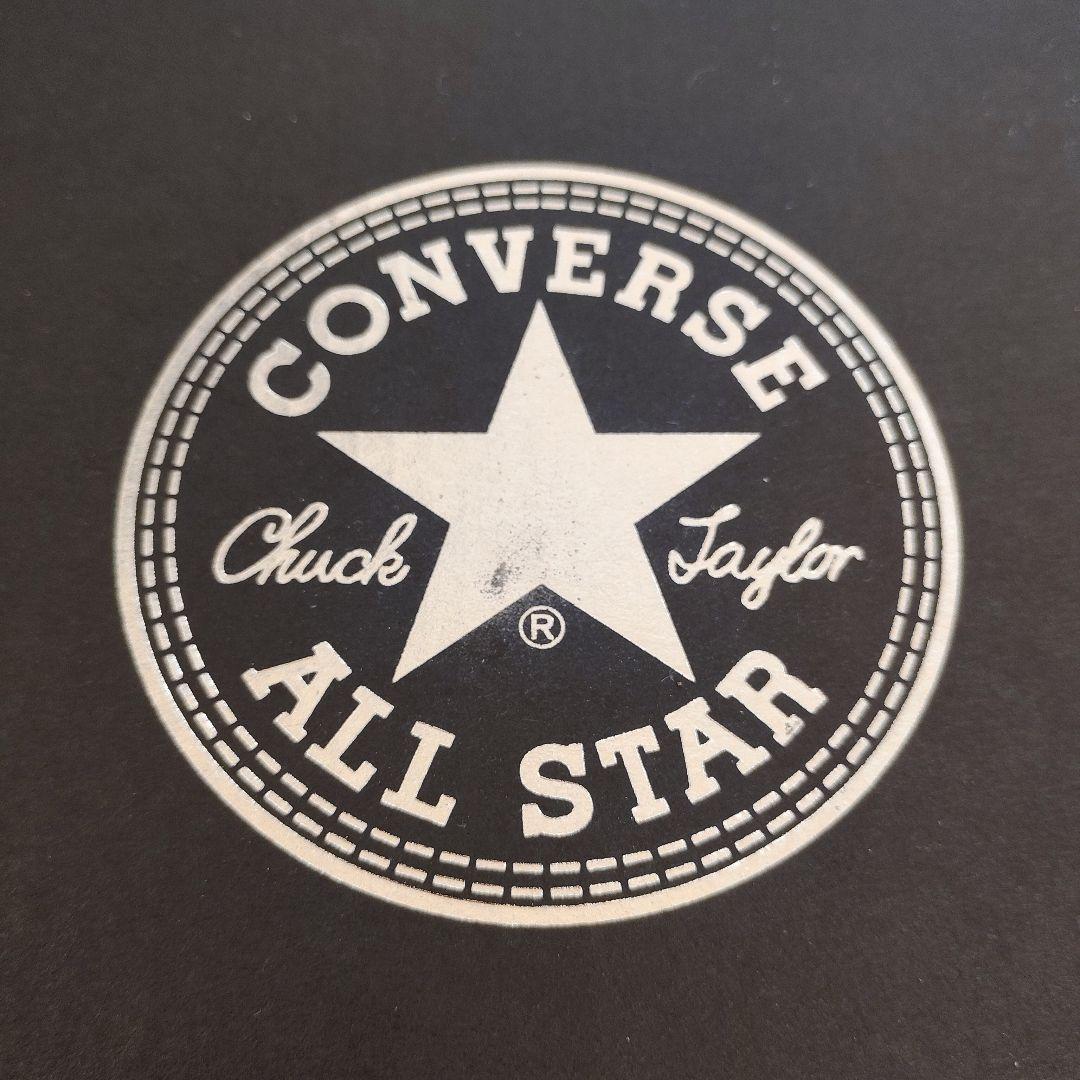 CONVERSE
Chuck Taylor
®
ALL STAR